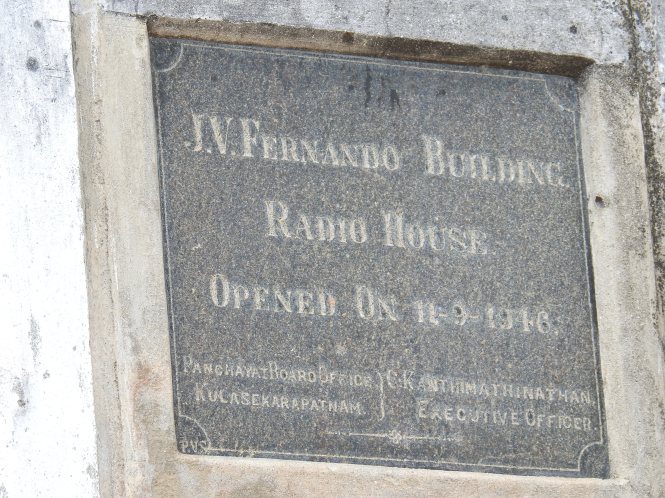 J.V. FERNANDO BUILDING.
RADIO HOUSE
OPENED ON 11-9-1946.
PANCHAYAT BOARD OFFICE
KULASEKARAPATNAM.
C. KANTHIMATHINATHAN,
EXECUTIVE OFFICER.